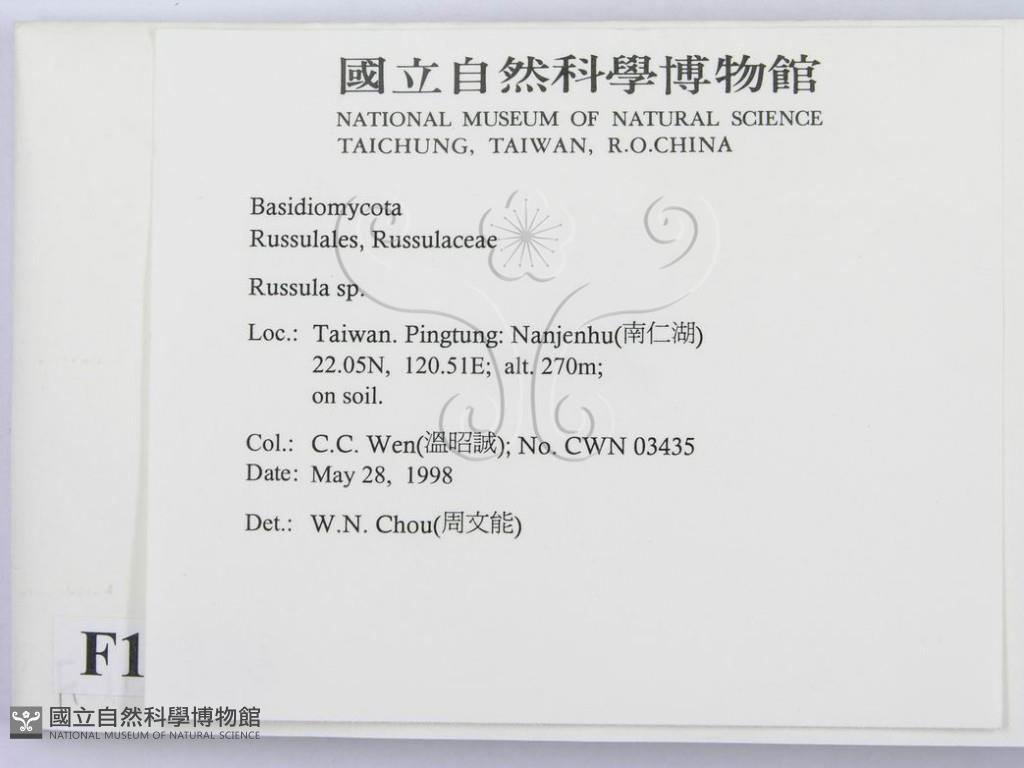 國立自然科學博物館
NATIONAL MUSEUM OF NATURAL SCIENCE
TAICHUNG, TAIWAN, R.O.CHINA
Basidiomycota
Russulales, Russulaceae
Russula sp.
Loc.: Taiwan. Pingtung: Nanjenhu(南仁湖)
22.05N, 120.51E; alt. 270m;
on soil.
Col.: C.C. Wen(溫昭誠); No. CWN 03435
Date: May 28, 1998
Det.: W.N. Chou(周文能)
F1
國立自然科學博物館
NATIONAL MUSEUM OF NATURAL SCIENCE